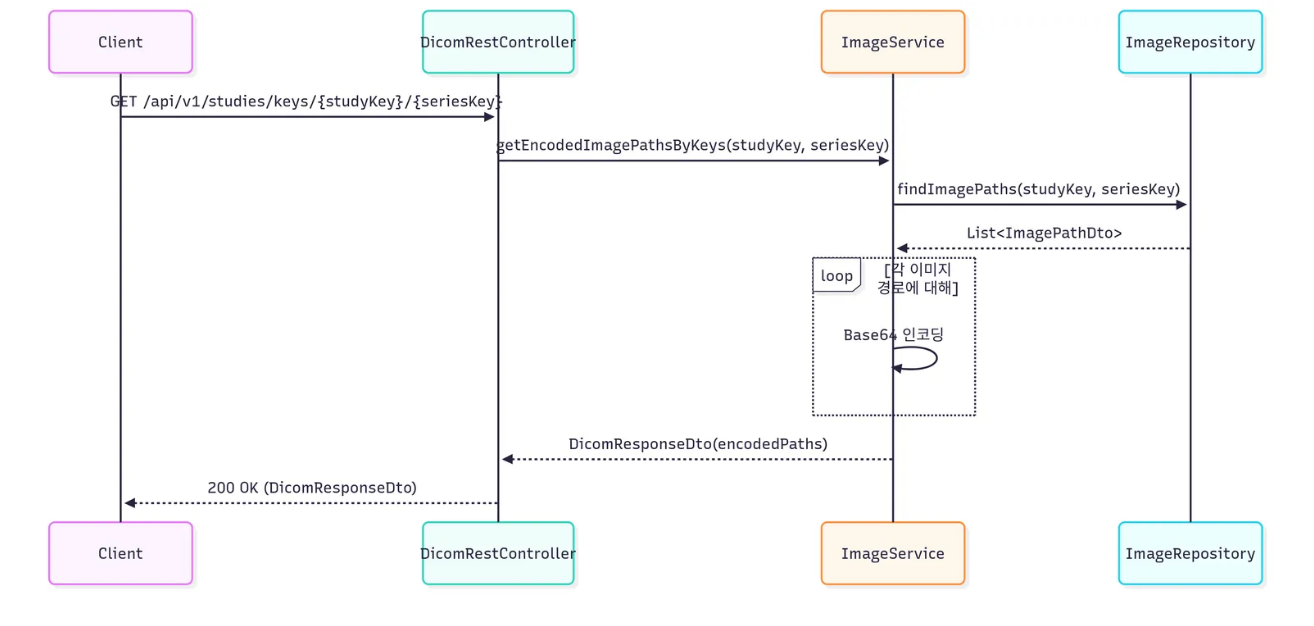 Client
DicomRestController
ImageService
ImageRepository
GET /api/v1/studies/keys/{studyKey}/{seriesKey}
getEncodedImagePathsByKeys(studyKey, seriesKey)
findImagePaths(studyKey, seriesKey)
List<ImagePathDto>
loop
[각 이미지
경로에 대해]
Base64 인코딩
DicomResponseDto(encodedPaths)
200 OK (DicomResponseDto)
Client
DicomRestController
ImageService
ImageRepository